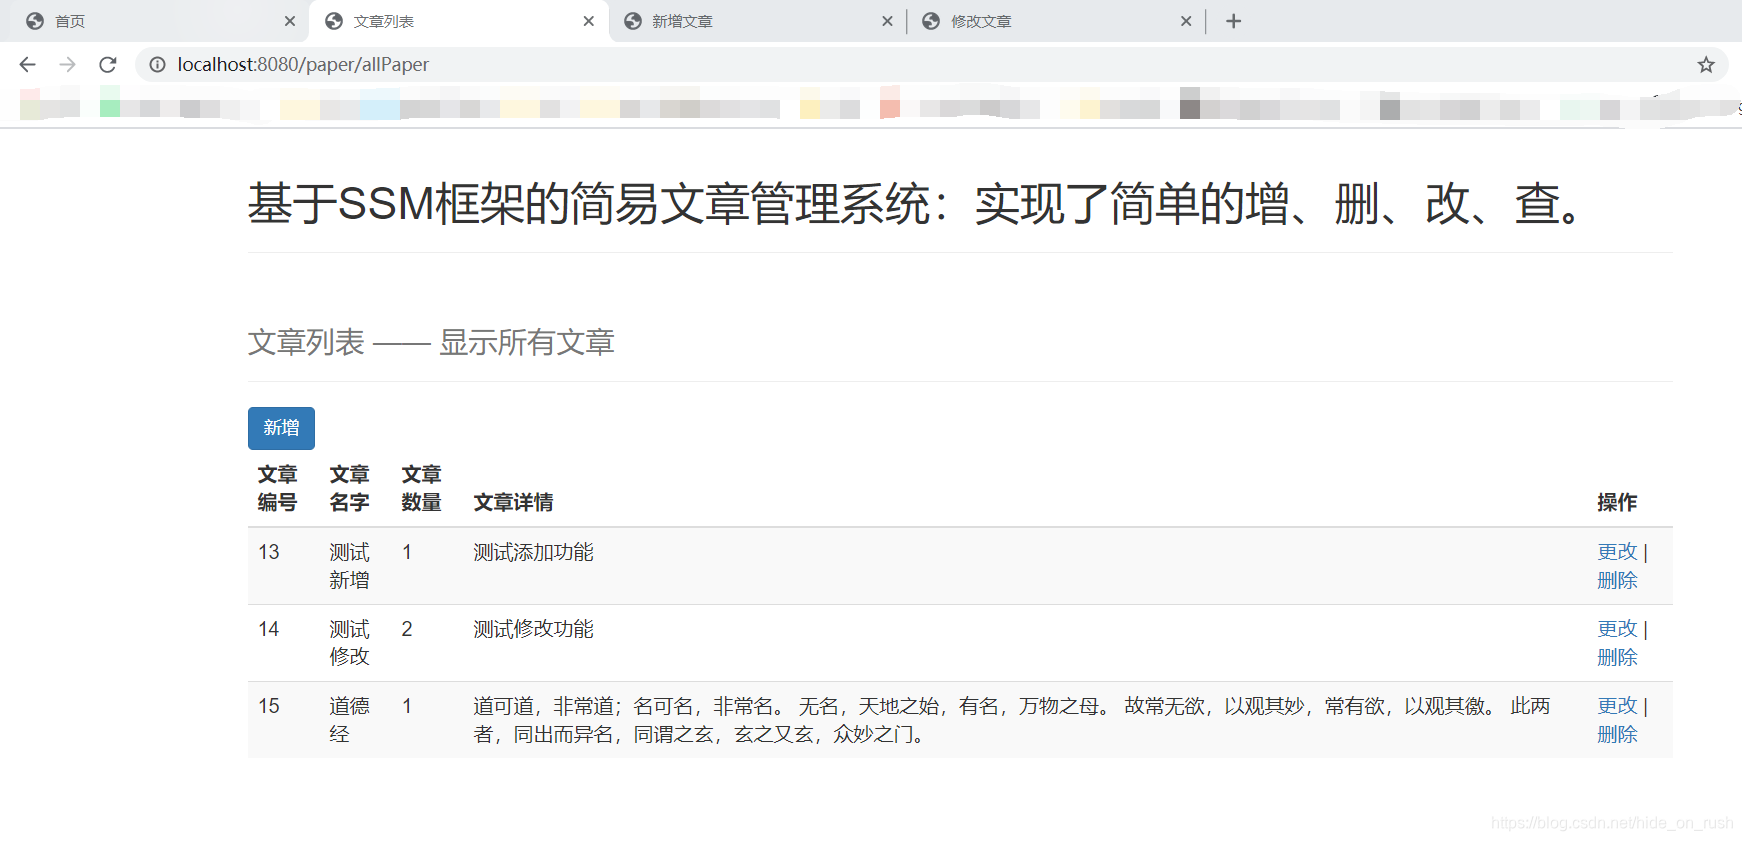 首页
文章列表
新增文章
修改文章
localhost:8080/paper/allPaper
基于SSM框架的简易文章管理系统：实现了简单的增、删、改、查。
文章列表 —— 显示所有文章
新增
文章编号 文章名字 文章数量 文章详情 操作
13 测试新增 1 测试添加功能 更改 | 删除
14 测试修改 2 测试修改功能 更改 | 删除
15 道德经 1 道可道，非常道；名可名，非常名。 无名，天地之始，有名，万物之母。 故常无欲，以观其妙，常有欲，以观其徼。 此两 更改 |
者，同出而异名，同谓之玄，玄之又玄，众妙之门。 删除
https://blog.csdn.net/hide_on_rush